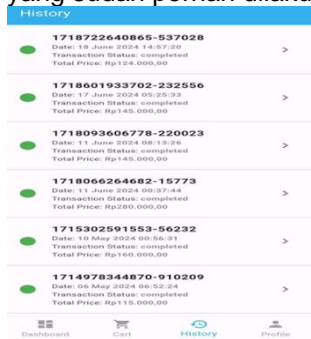 yang sudah pernah dilaku
History
1718722640865-537028
Date: 18 June 2024 14:57:20
Transaction Status: completed
Total Price: Rp124.000,00
1718601933702-232556
Date: 17 June 2024 05:25:33
Transaction Status: completed
Total Price: Rp145.000,00
1718093606778-220023
Date: 11 June 2024 08:13:26
Transaction Status: completed
Total Price: Rp145.000,00
1718066264682-15773
Date: 11 June 2024 00:37:44
Transaction Status: completed
Total Price: Rp280.000,00
1715302591553-56232
Date: 10 May 2024 00:56:31
Transaction Status: completed
Total Price: Rp160.000,00
1714978344870-910209
Date: 06 May 2024 06:52:24
Transaction Status: completed
Total Price: Rp115.000,00
Dashboard Cart History Profile